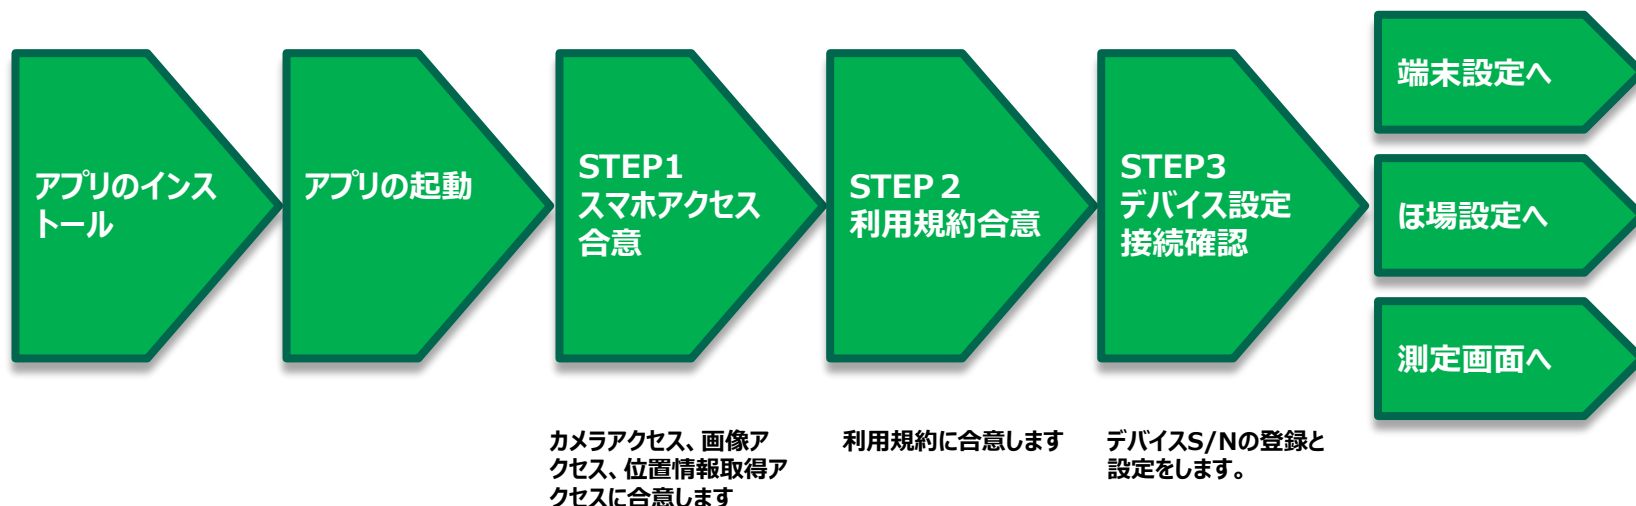 アプリのインス
トール
アプリの起動
STEP1
スマホアクセス
合意
STEP２
利用規約合意
STEP3
デバイス設定
接続確認
端末設定へ
ほ場設定へ
測定画面へ
カメラアクセス、画像ア
クセス、位置情報取得ア
クセスに合意します
利用規約に合意します
デバイスS/Nの登録と
設定をします。